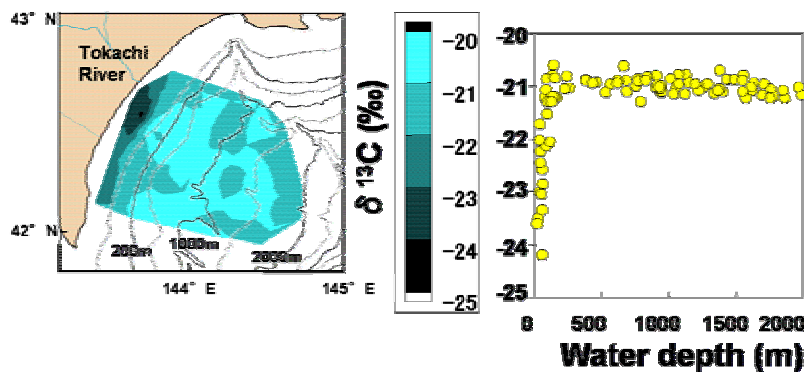 43° N
Tokachi
River
42° N
200m
1000m
2000m
144° E
145° E
δ ¹³C (‰)
-20
-21
-22
-23
-24
-25
-20
-21
-22
-23
-24
-25
0 500 1000 1500 2000
Water depth (m)